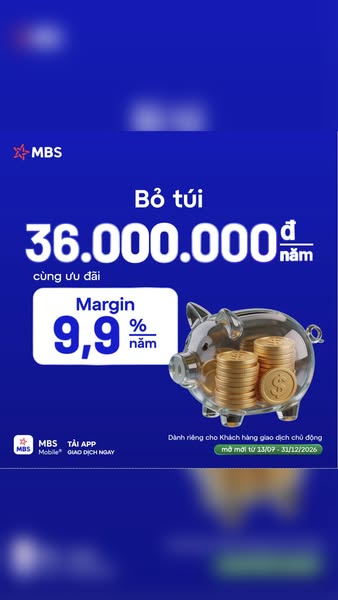 MBS
Bỏ túi
36.000.000 đ/năm
cùng ưu đãi
Margin
9,9 %/năm
MBS
MBS Mobile®
TẢI APP
GIAO DỊCH NGAY
Dành riêng cho Khách hàng giao dịch chủ động
mở mới từ 13/07 - 31/12/2026